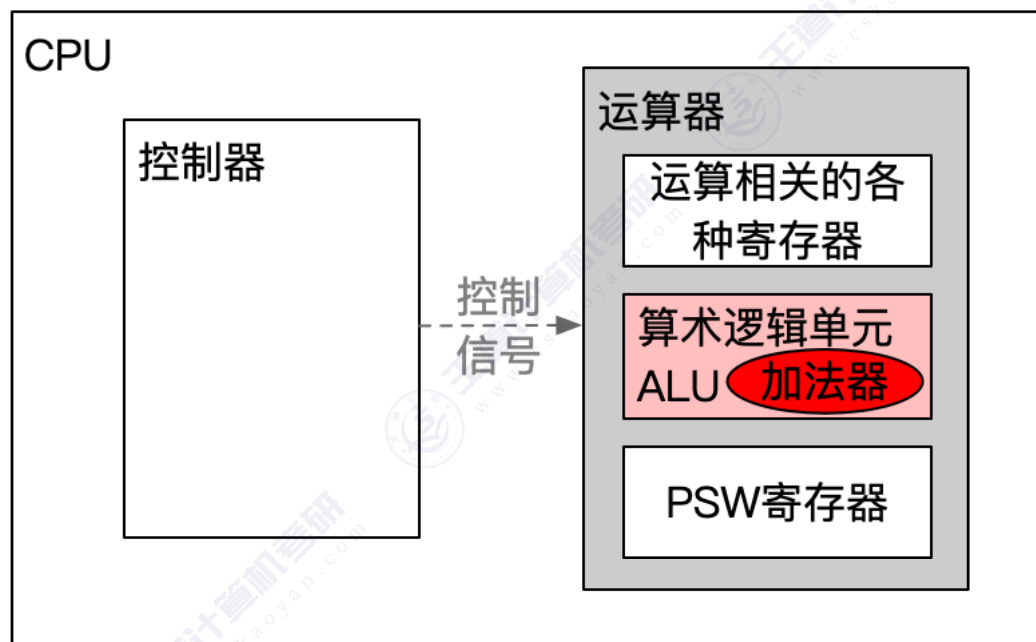 CPU
控制器
控制
信号
运算器
运算相关的各
种寄存器
算术逻辑单元
ALU 加法器
PSW寄存器